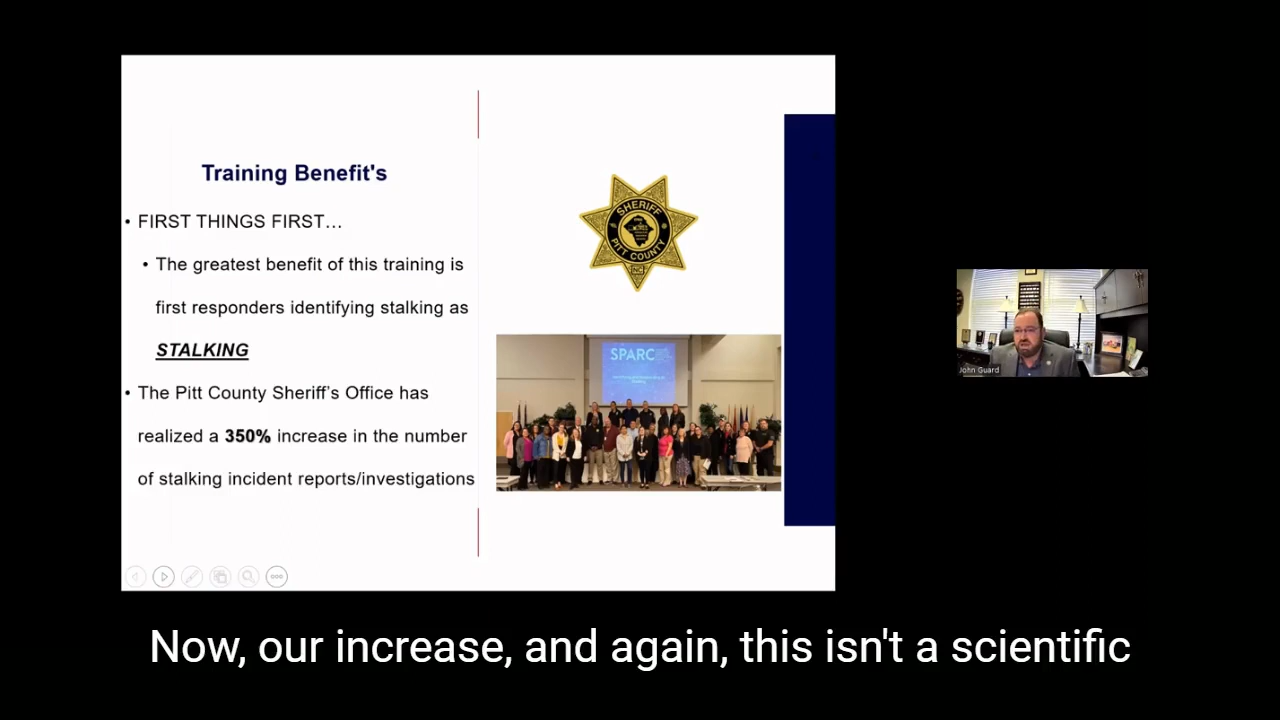 Training Benefit's
• FIRST THINGS FIRST...
• The greatest benefit of this training is
first responders identifying stalking as
STALKING
• The Pitt County Sheriff's Office has
realized a 350% increase in the number
of stalking incident reports/investigations
SHERIFF
PITT COUNTY
NC
SPARC
John Guard
Now, our increase, and again, this isn't a scientific